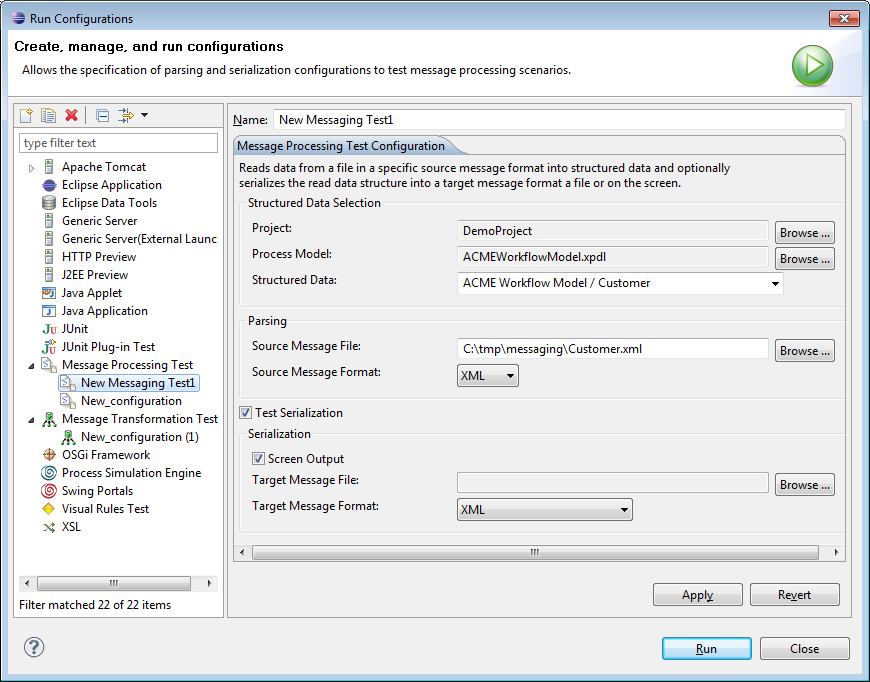 Run Configurations
Create, manage, and run configurations
Allows the specification of parsing and serialization configurations to test message processing scenarios.
type filter text
Apache Tomcat
Eclipse Application
Eclipse Data Tools
Generic Server
Generic Server(External Launc
HTTP Preview
J2EE Preview
Java Applet
Java Application
JUnit
JUnit Plug-in Test
Message Processing Test
New Messaging Test1
New_configuration
Message Transformation Test
New_configuration (1)
OSGi Framework
Process Simulation Engine
Swing Portals
Visual Rules Test
XSL
Filter matched 22 of 22 items
Name: New Messaging Test1
Message Processing Test Configuration
Reads data from a file in a specific source message format into structured data and optionally
serializes the read data structure into a target message format a file or on the screen.
Structured Data Selection
Project: DemoProject Browse ...
Process Model: ACMEWorkflowModel.xpdl Browse ...
Structured Data: ACME Workflow Model / Customer
Parsing
Source Message File: C:\tmp\messaging\Customer.xml Browse ...
Source Message Format: XML
Test Serialization
Serialization
Screen Output
Target Message File: Browse ...
Target Message Format: XML
Apply Revert
Run Close